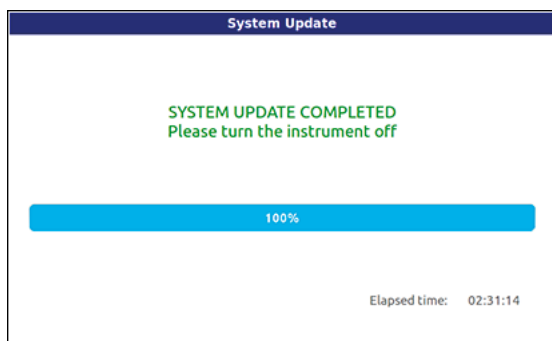 System Update
SYSTEM UPDATE COMPLETED
Please turn the instrument off
100%
Elapsed time: 02:31:14